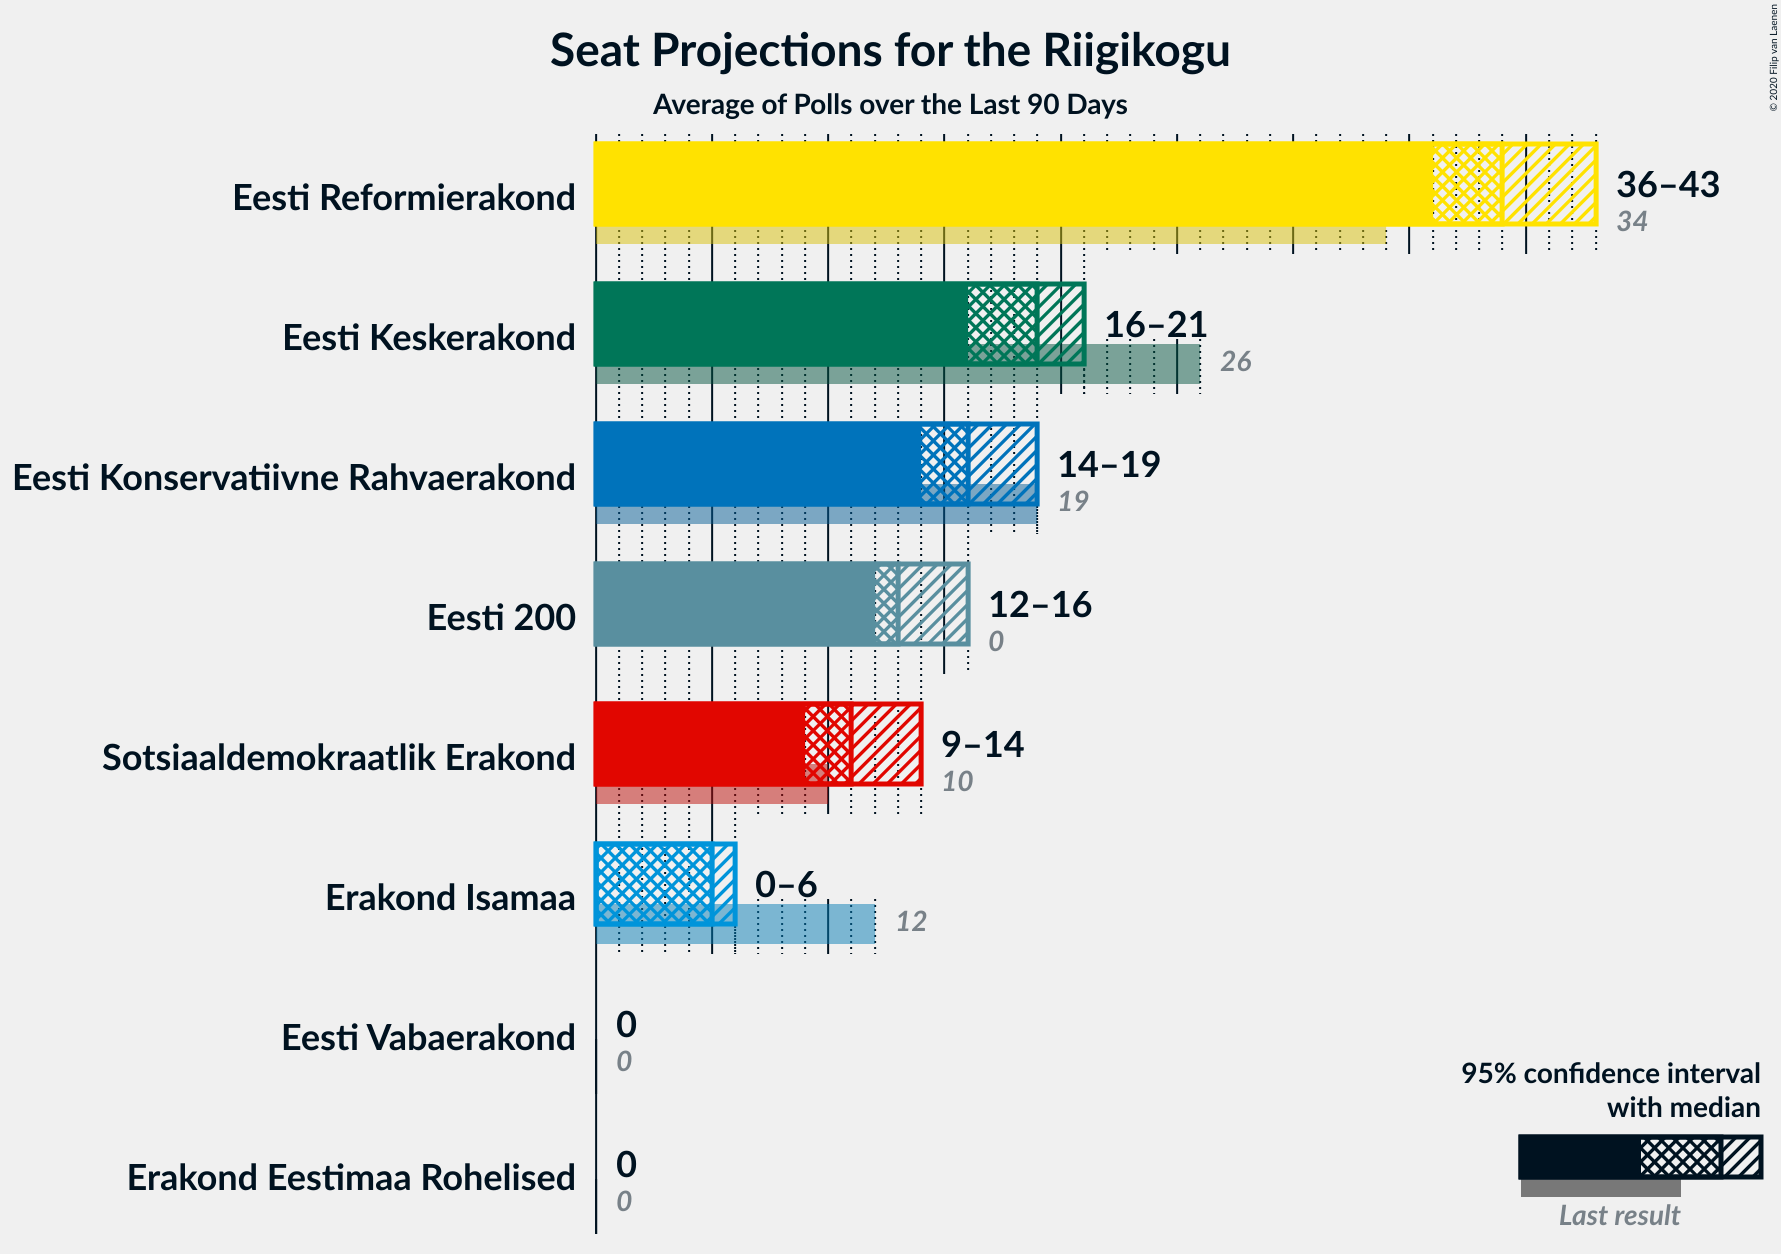 Seat Projections for the Riigikogu
Average of Polls over the Last 90 Days
© 2020 Filip van Laenen
Eesti Reformierakond
36–43
34
Eesti Keskerakond
16–21
26
Eesti Konservatiivne Rahvaerakond
14–19
19
Eesti 200
12–16
0
Sotsiaaldemokraatlik Erakond
9–14
10
Erakond Isamaa
0–6
12
Eesti Vabaerakond
0
0
Erakond Eestimaa Rohelised
0
0
95% confidence interval
with median
Last result